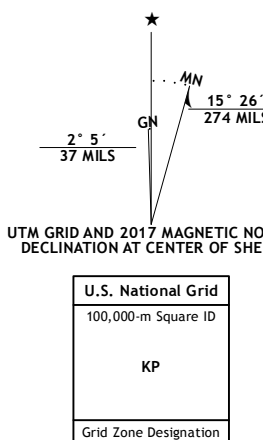 ★
MN
GN
15° 26´
274 MILS
2° 5´
37 MILS
UTM GRID AND 2017 MAGNETIC NO
DECLINATION AT CENTER OF SHE
U.S. National Grid
100,000-m Square ID
KP
Grid Zone Designation